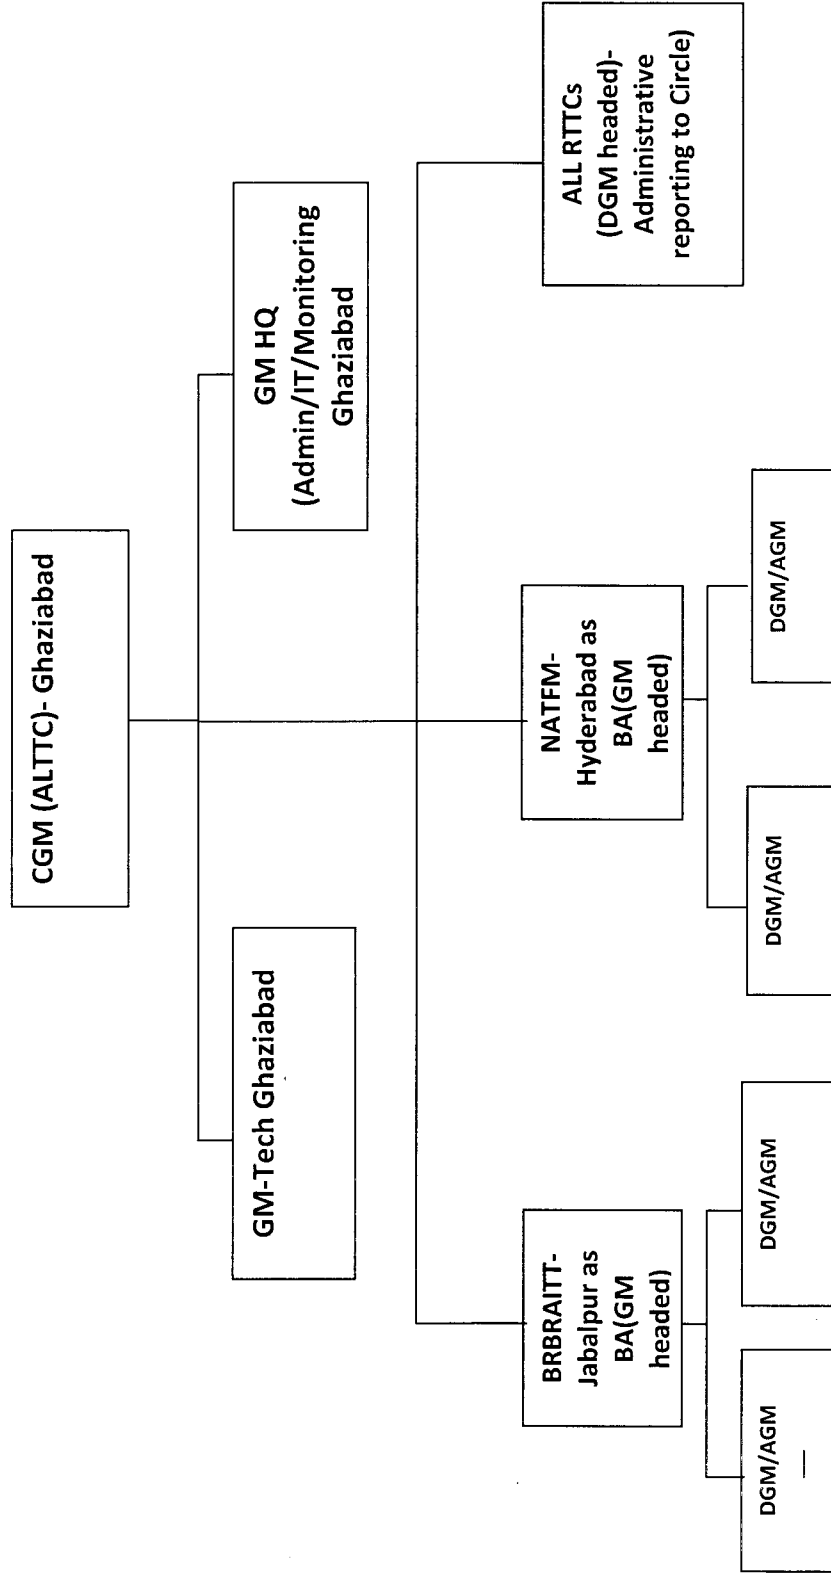 CGM (ALTTC)- Ghaziabad
GM-Tech Ghaziabad
GM HQ
(Admin/IT/Monitoring
Ghaziabad
BRBRAITT-
Jabalpur as
BA(GM
headed)
NATFM-
Hyderabad as
BA(GM
headed)
ALL RTTCs
(DGM headed)-
Administrative
reporting to Circle)
DGM/AGM
DGM/AGM
DGM/AGM
DGM/AGM